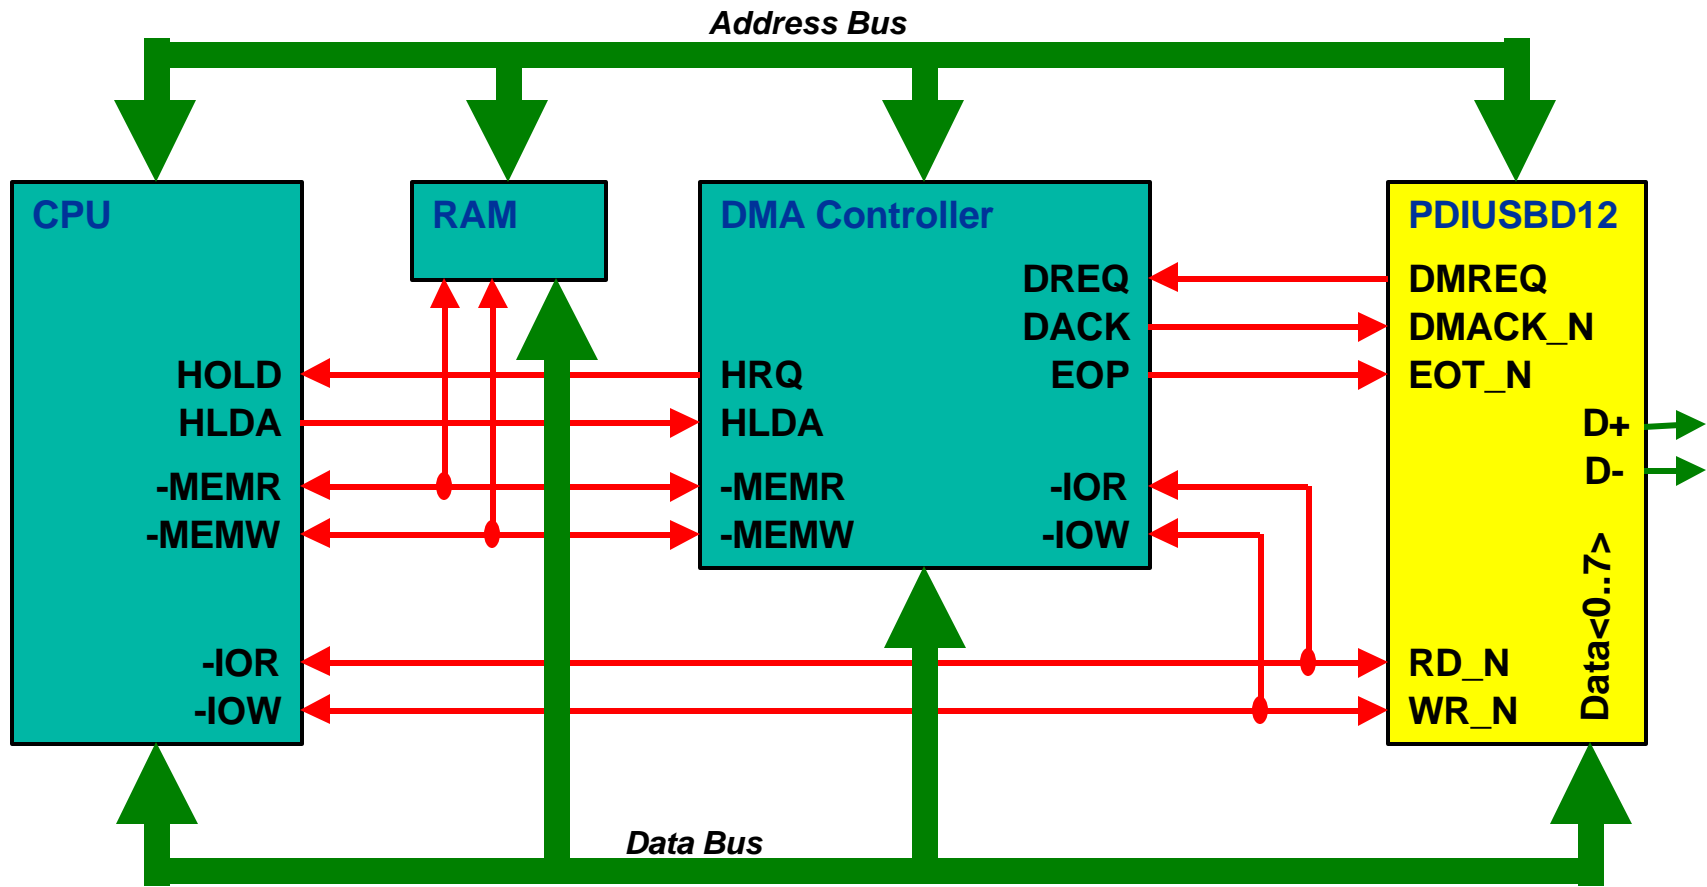 Address Bus
CPU
RAM
DMA Controller
PDIUSBD12
DREQ
DMREQ
DACK
DMACK_N
HOLD
HRQ
EOP
EOT_N
HLDA
HLDA
D+
D-
-MEMR
-MEMR
-IOR
-MEMW
-MEMW
-IOW
Data<0..7>
-IOR
RD_N
-IOW
WR_N
Data Bus